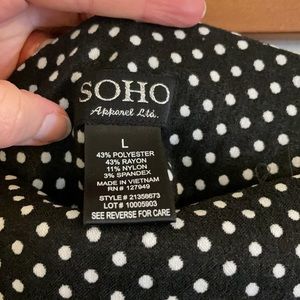 SOHO
Apparel Ltd.
L
43% POLYESTER
43% RAYON
11% NYLON
3% SPANDEX
MADE IN VIETNAM
RN # 127949
STYLE # 21358673
LOT # 10005903
SEE REVERSE FOR CARE